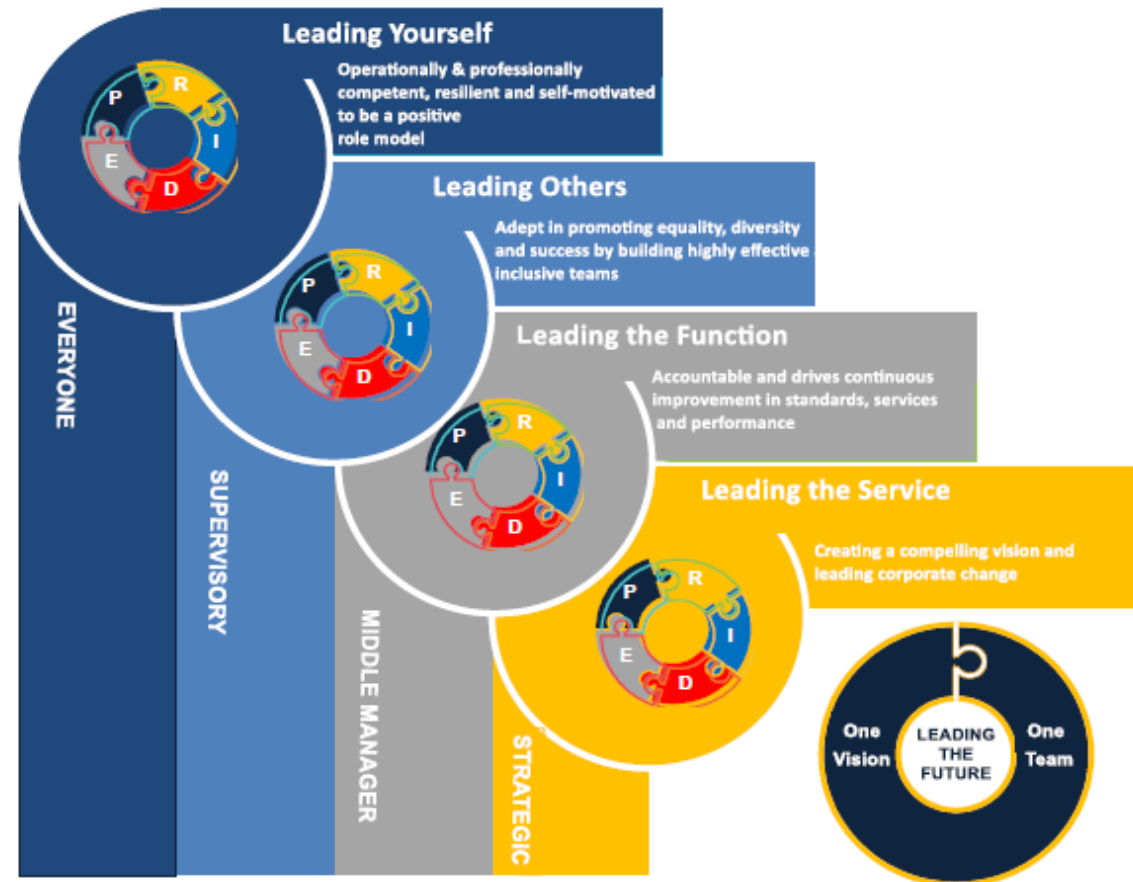 Leading Yourself
Operationally & professionally
competent, resilient and self-motivated
to be a positive
role model
P
R
I
D
E
EVERYONE
Leading Others
Adept in promoting equality, diversity
and success by building highly effective
inclusive teams
P
R
I
D
E
SUPERVISORY
Leading the Function
Accountable and drives continuous
improvement in standards, services
and performance
P
R
I
D
E
MIDDLE MANAGER
Leading the Service
Creating a compelling vision and
leading corporate change
P
R
I
D
E
STRATEGIC
One
Vision
LEADING
THE
FUTURE
One
Team